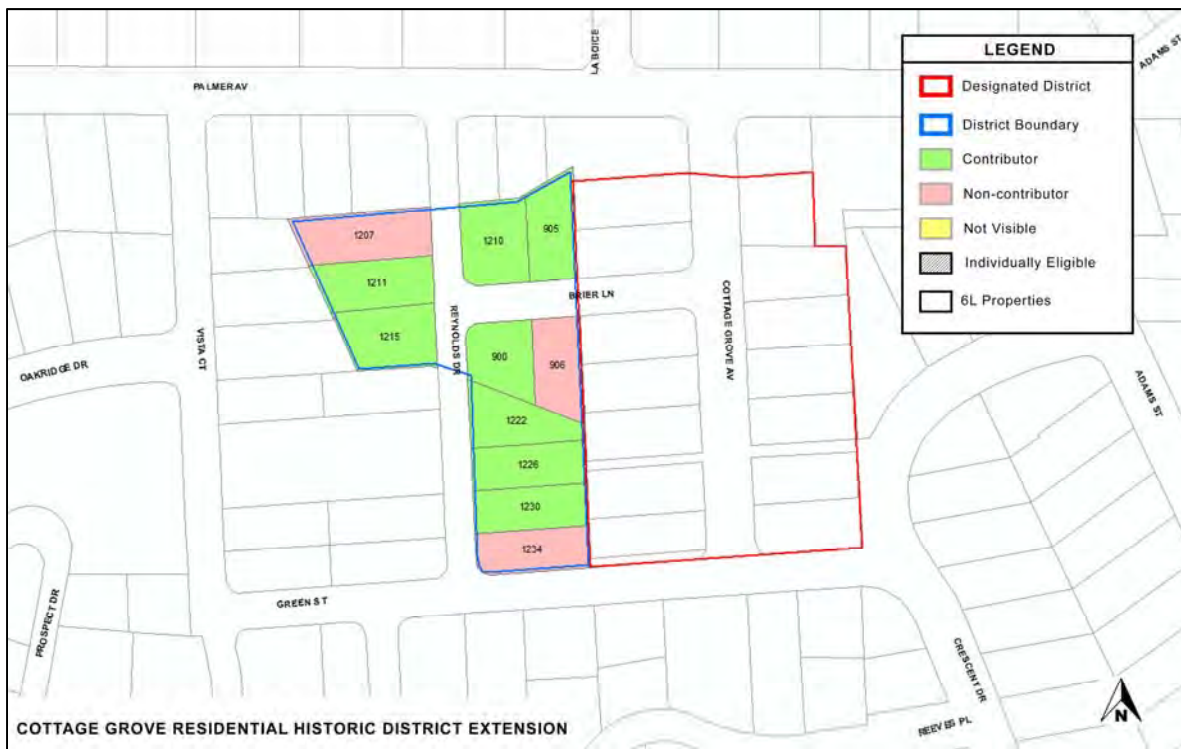 LA BOICE
ADAMS ST
LEGEND
PALMER AV
Designated District
District Boundary
Contributor
Non-contributor
Not Visible
Individually Eligible
6L Properties
1207
1210
905
1211
BRIER LN
COTTAGE GROVE AV
REYNOLDS DR
1215
VISTA CT
OAKRIDGE DR
900
906
ADAMS ST
1222
1226
1230
1234
GREEN ST
PROSPECT DR
CRESCENT DR
REEVES PL
N
COTTAGE GROVE RESIDENTIAL HISTORIC DISTRICT EXTENSION